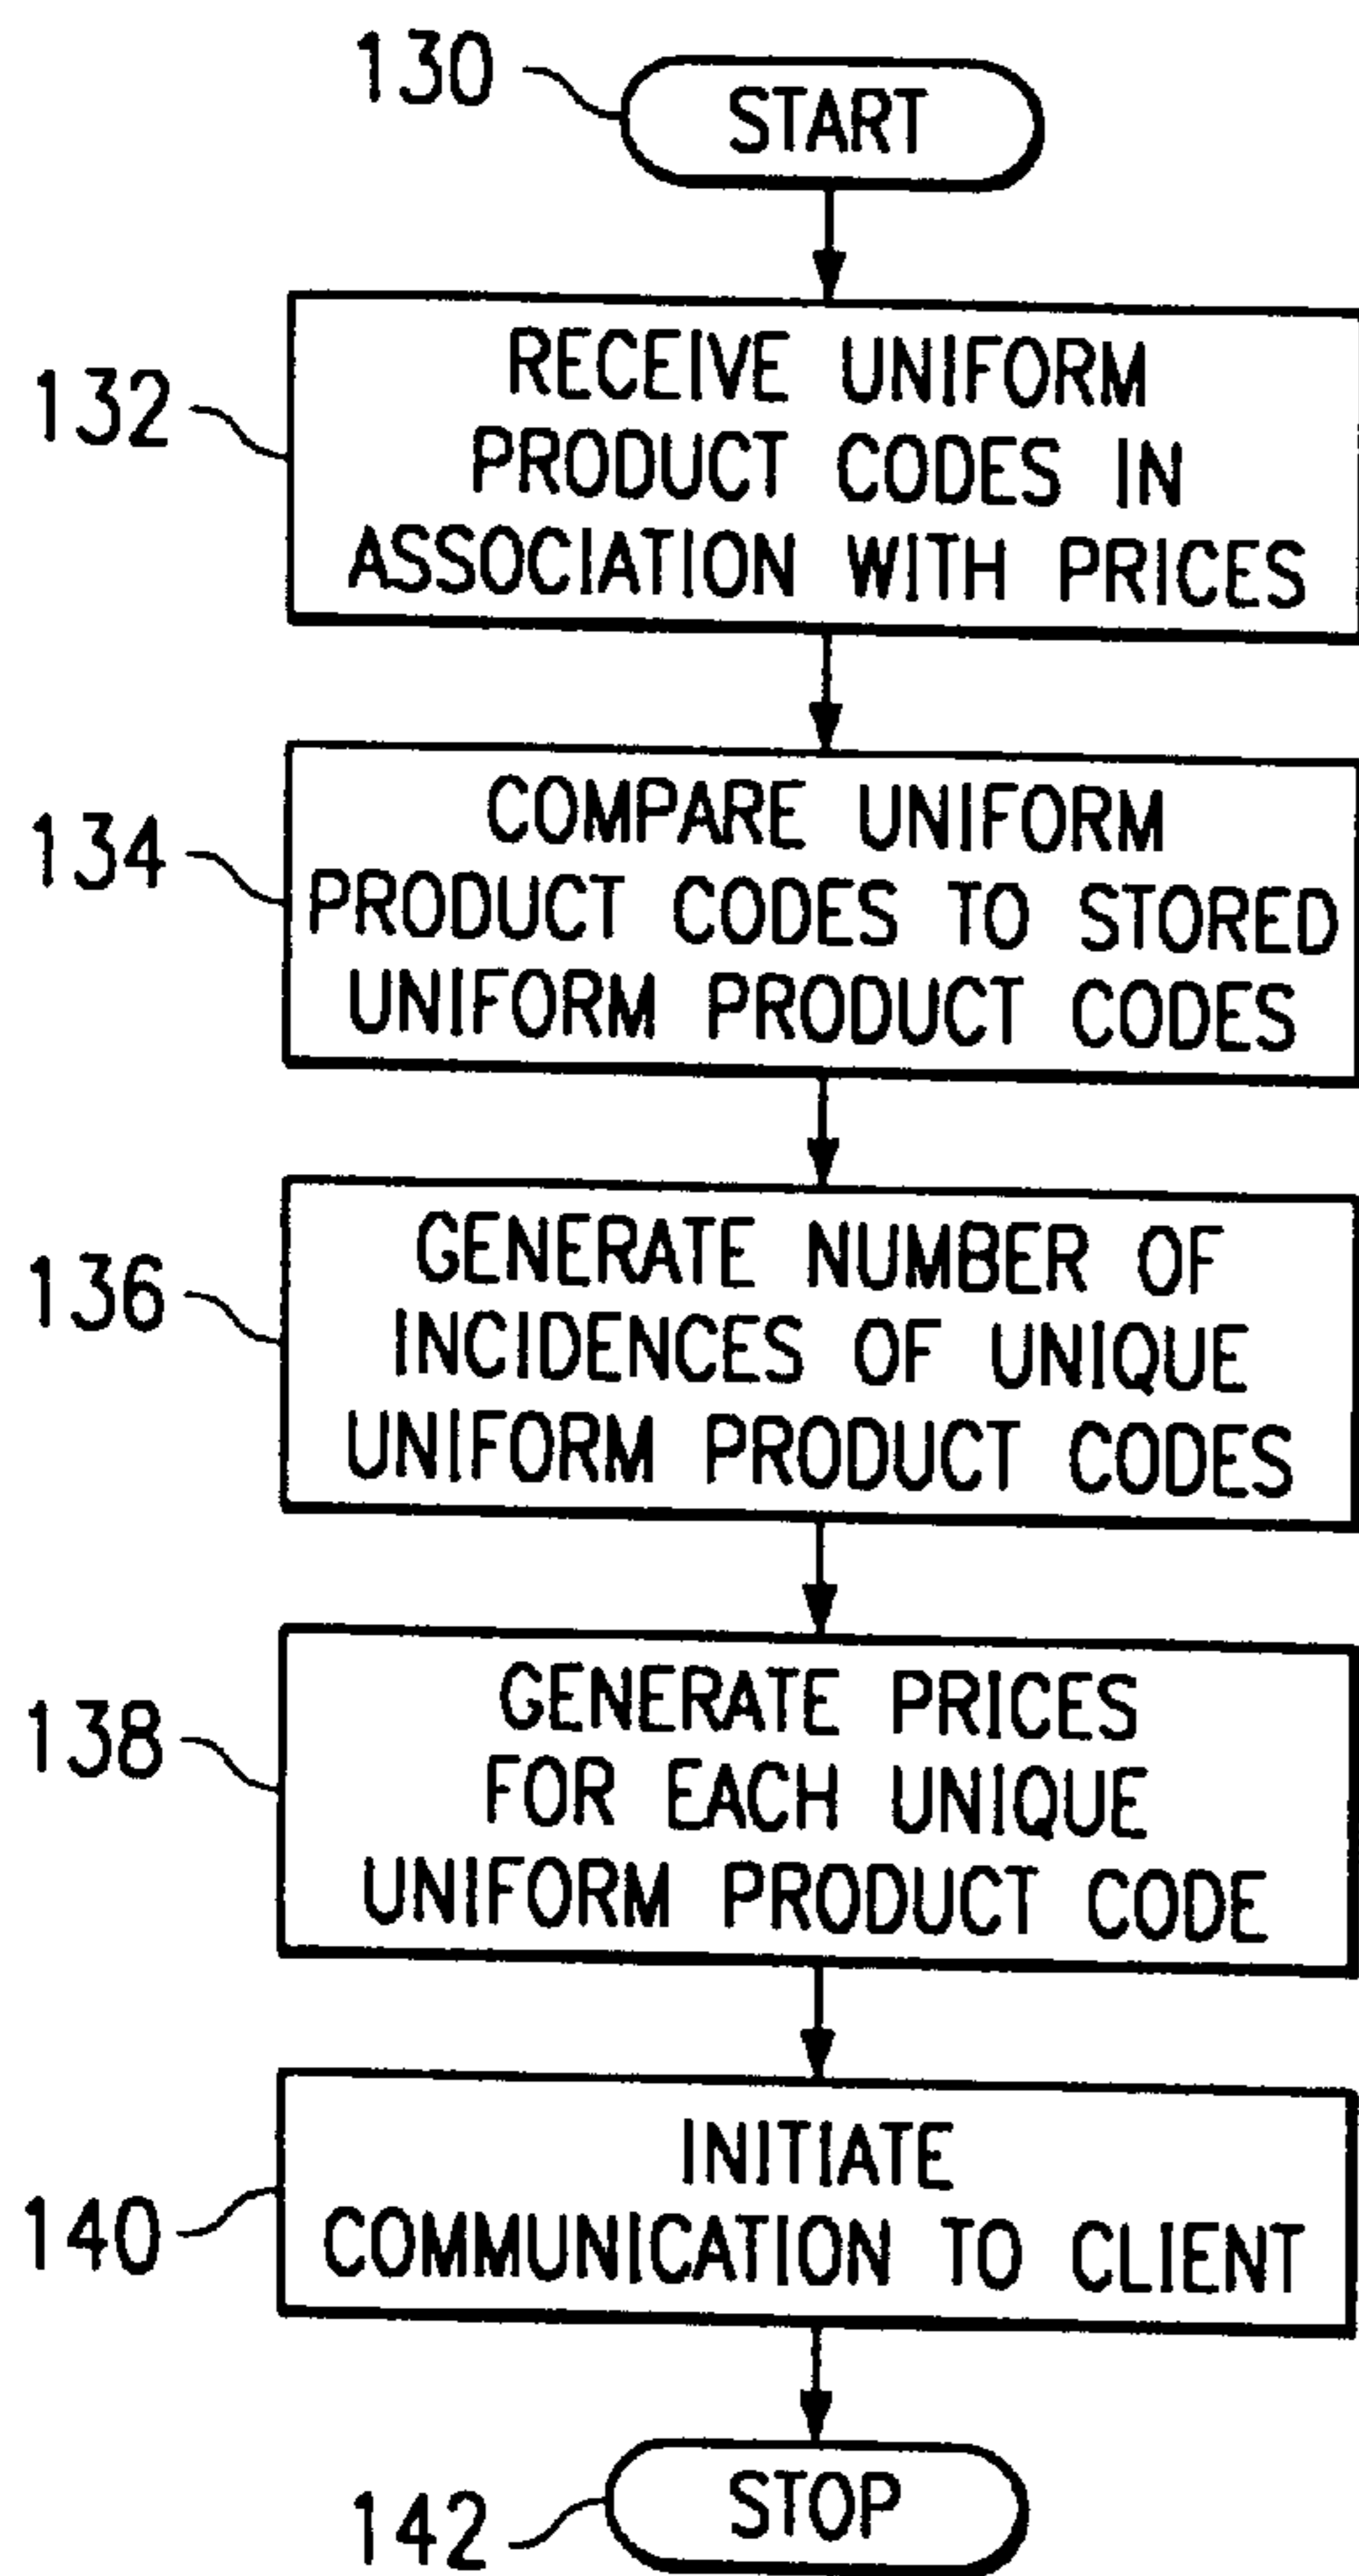 130
START
132
RECEIVE UNIFORM
PRODUCT CODES IN
ASSOCIATION WITH PRICES
134
COMPARE UNIFORM
PRODUCT CODES TO STORED
UNIFORM PRODUCT CODES
136
GENERATE NUMBER OF
INCIDENCES OF UNIQUE
UNIFORM PRODUCT CODES
138
GENERATE PRICES
FOR EACH UNIQUE
UNIFORM PRODUCT CODE
140
INITIATE
COMMUNICATION TO CLIENT
142
STOP